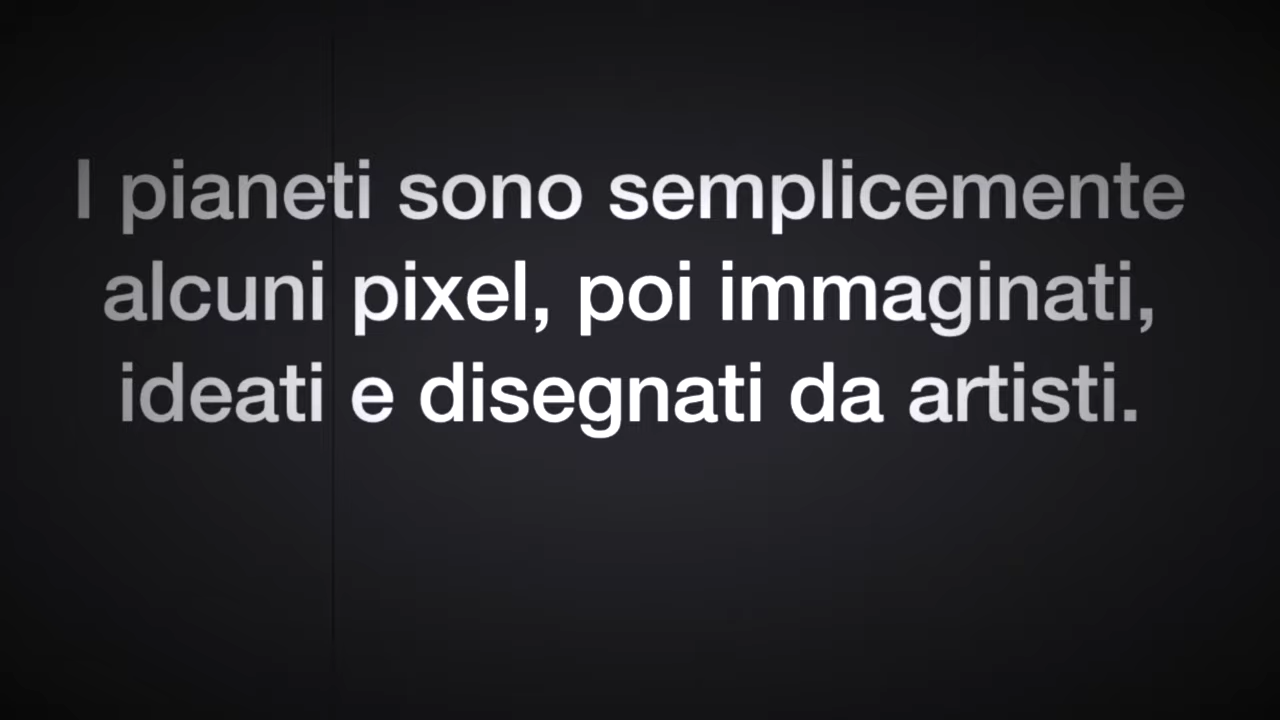 I pianeti sono semplicemente
alcuni pixel, poi immaginati,
ideati e disegnati da artisti.